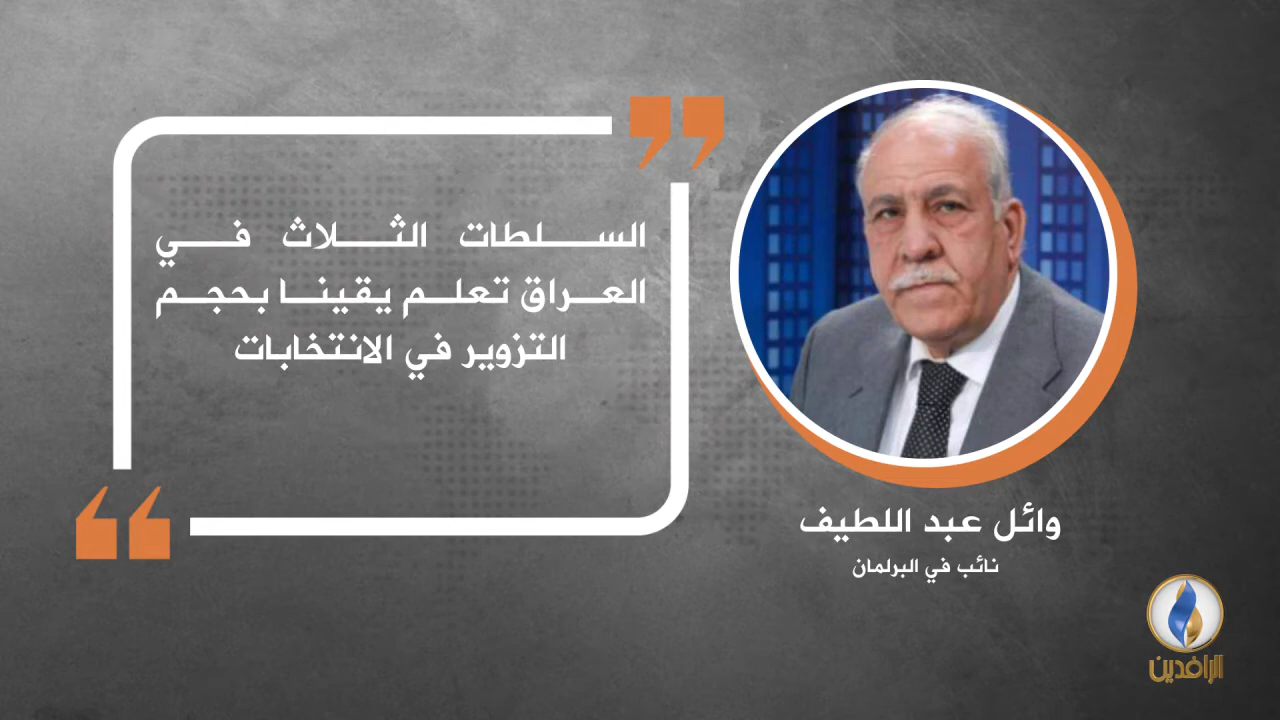 السلطات الثلاث في
العراق تعلم يقينا بحجم
التزوير في الانتخابات
وائل عبد اللطيف
نائب في البرلمان
الرافدين